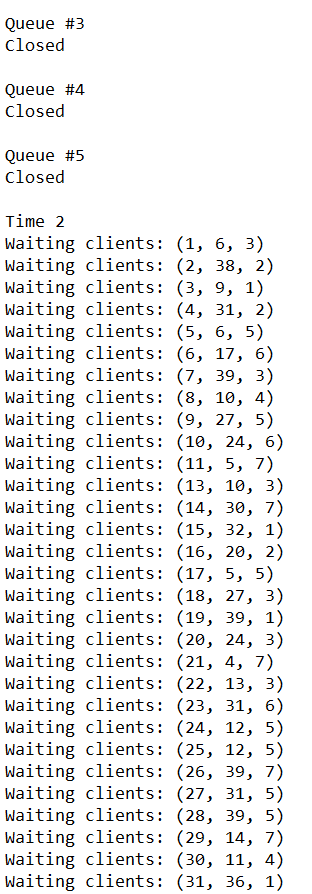 Queue #3
Closed
Queue #4
Closed
Queue #5
Closed
Time 2
Waiting clients: (1, 6, 3)
Waiting clients: (2, 38, 2)
Waiting clients: (3, 9, 1)
Waiting clients: (4, 31, 2)
Waiting clients: (5, 6, 5)
Waiting clients: (6, 17, 6)
Waiting clients: (7, 39, 3)
Waiting clients: (8, 10, 4)
Waiting clients: (9, 27, 5)
Waiting clients: (10, 24, 6)
Waiting clients: (11, 5, 7)
Waiting clients: (13, 10, 3)
Waiting clients: (14, 30, 7)
Waiting clients: (15, 32, 1)
Waiting clients: (16, 20, 2)
Waiting clients: (17, 5, 5)
Waiting clients: (18, 27, 3)
Waiting clients: (19, 39, 1)
Waiting clients: (20, 24, 3)
Waiting clients: (21, 4, 7)
Waiting clients: (22, 13, 3)
Waiting clients: (23, 31, 6)
Waiting clients: (24, 12, 5)
Waiting clients: (25, 12, 5)
Waiting clients: (26, 39, 7)
Waiting clients: (27, 31, 5)
Waiting clients: (28, 39, 5)
Waiting clients: (29, 14, 7)
Waiting clients: (30, 11, 4)
Waiting clients: (31, 36, 1)